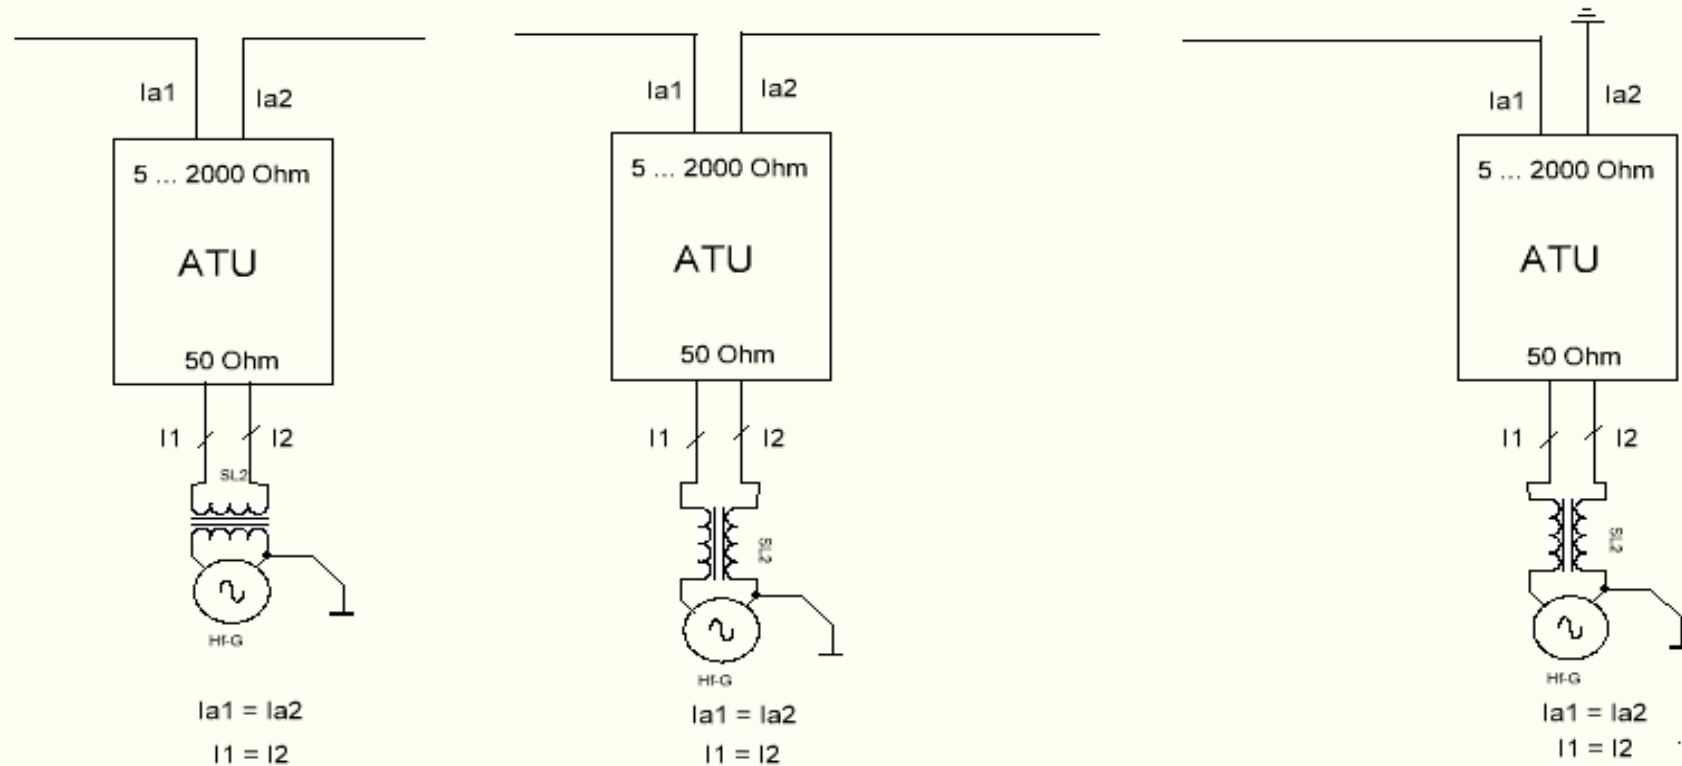 Ia1
Ia2
5 ... 2000 Ohm
ATU
50 Ohm
I1
I2
SL2
Hf-G
Ia1 = Ia2
I1 = I2
Ia1
Ia2
5 ... 2000 Ohm
ATU
50 Ohm
I1
I2
SL2
Hf-G
Ia1 = Ia2
I1 = I2
Ia1
Ia2
5 ... 2000 Ohm
ATU
50 Ohm
I1
I2
SL2
Hf-G
Ia1 = Ia2
I1 = I2